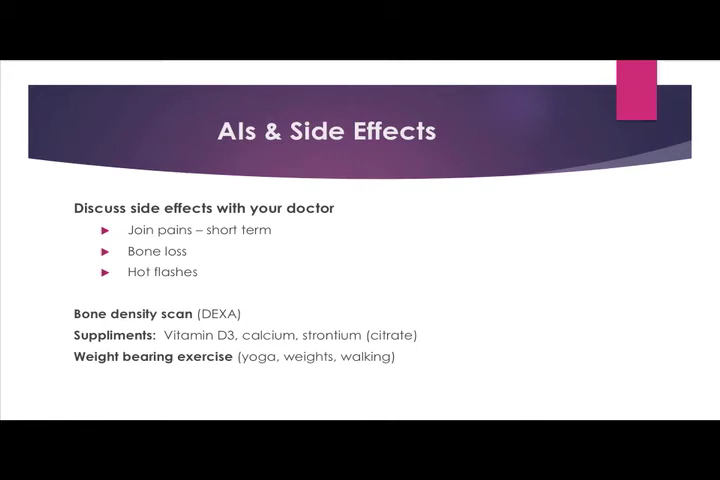 AIs & Side Effects
Discuss side effects with your doctor
Join pains – short term
Bone loss
Hot flashes
Bone density scan (DEXA)
Suppliments: Vitamin D3, calcium, strontium (citrate)
Weight bearing exercise (yoga, weights, walking)